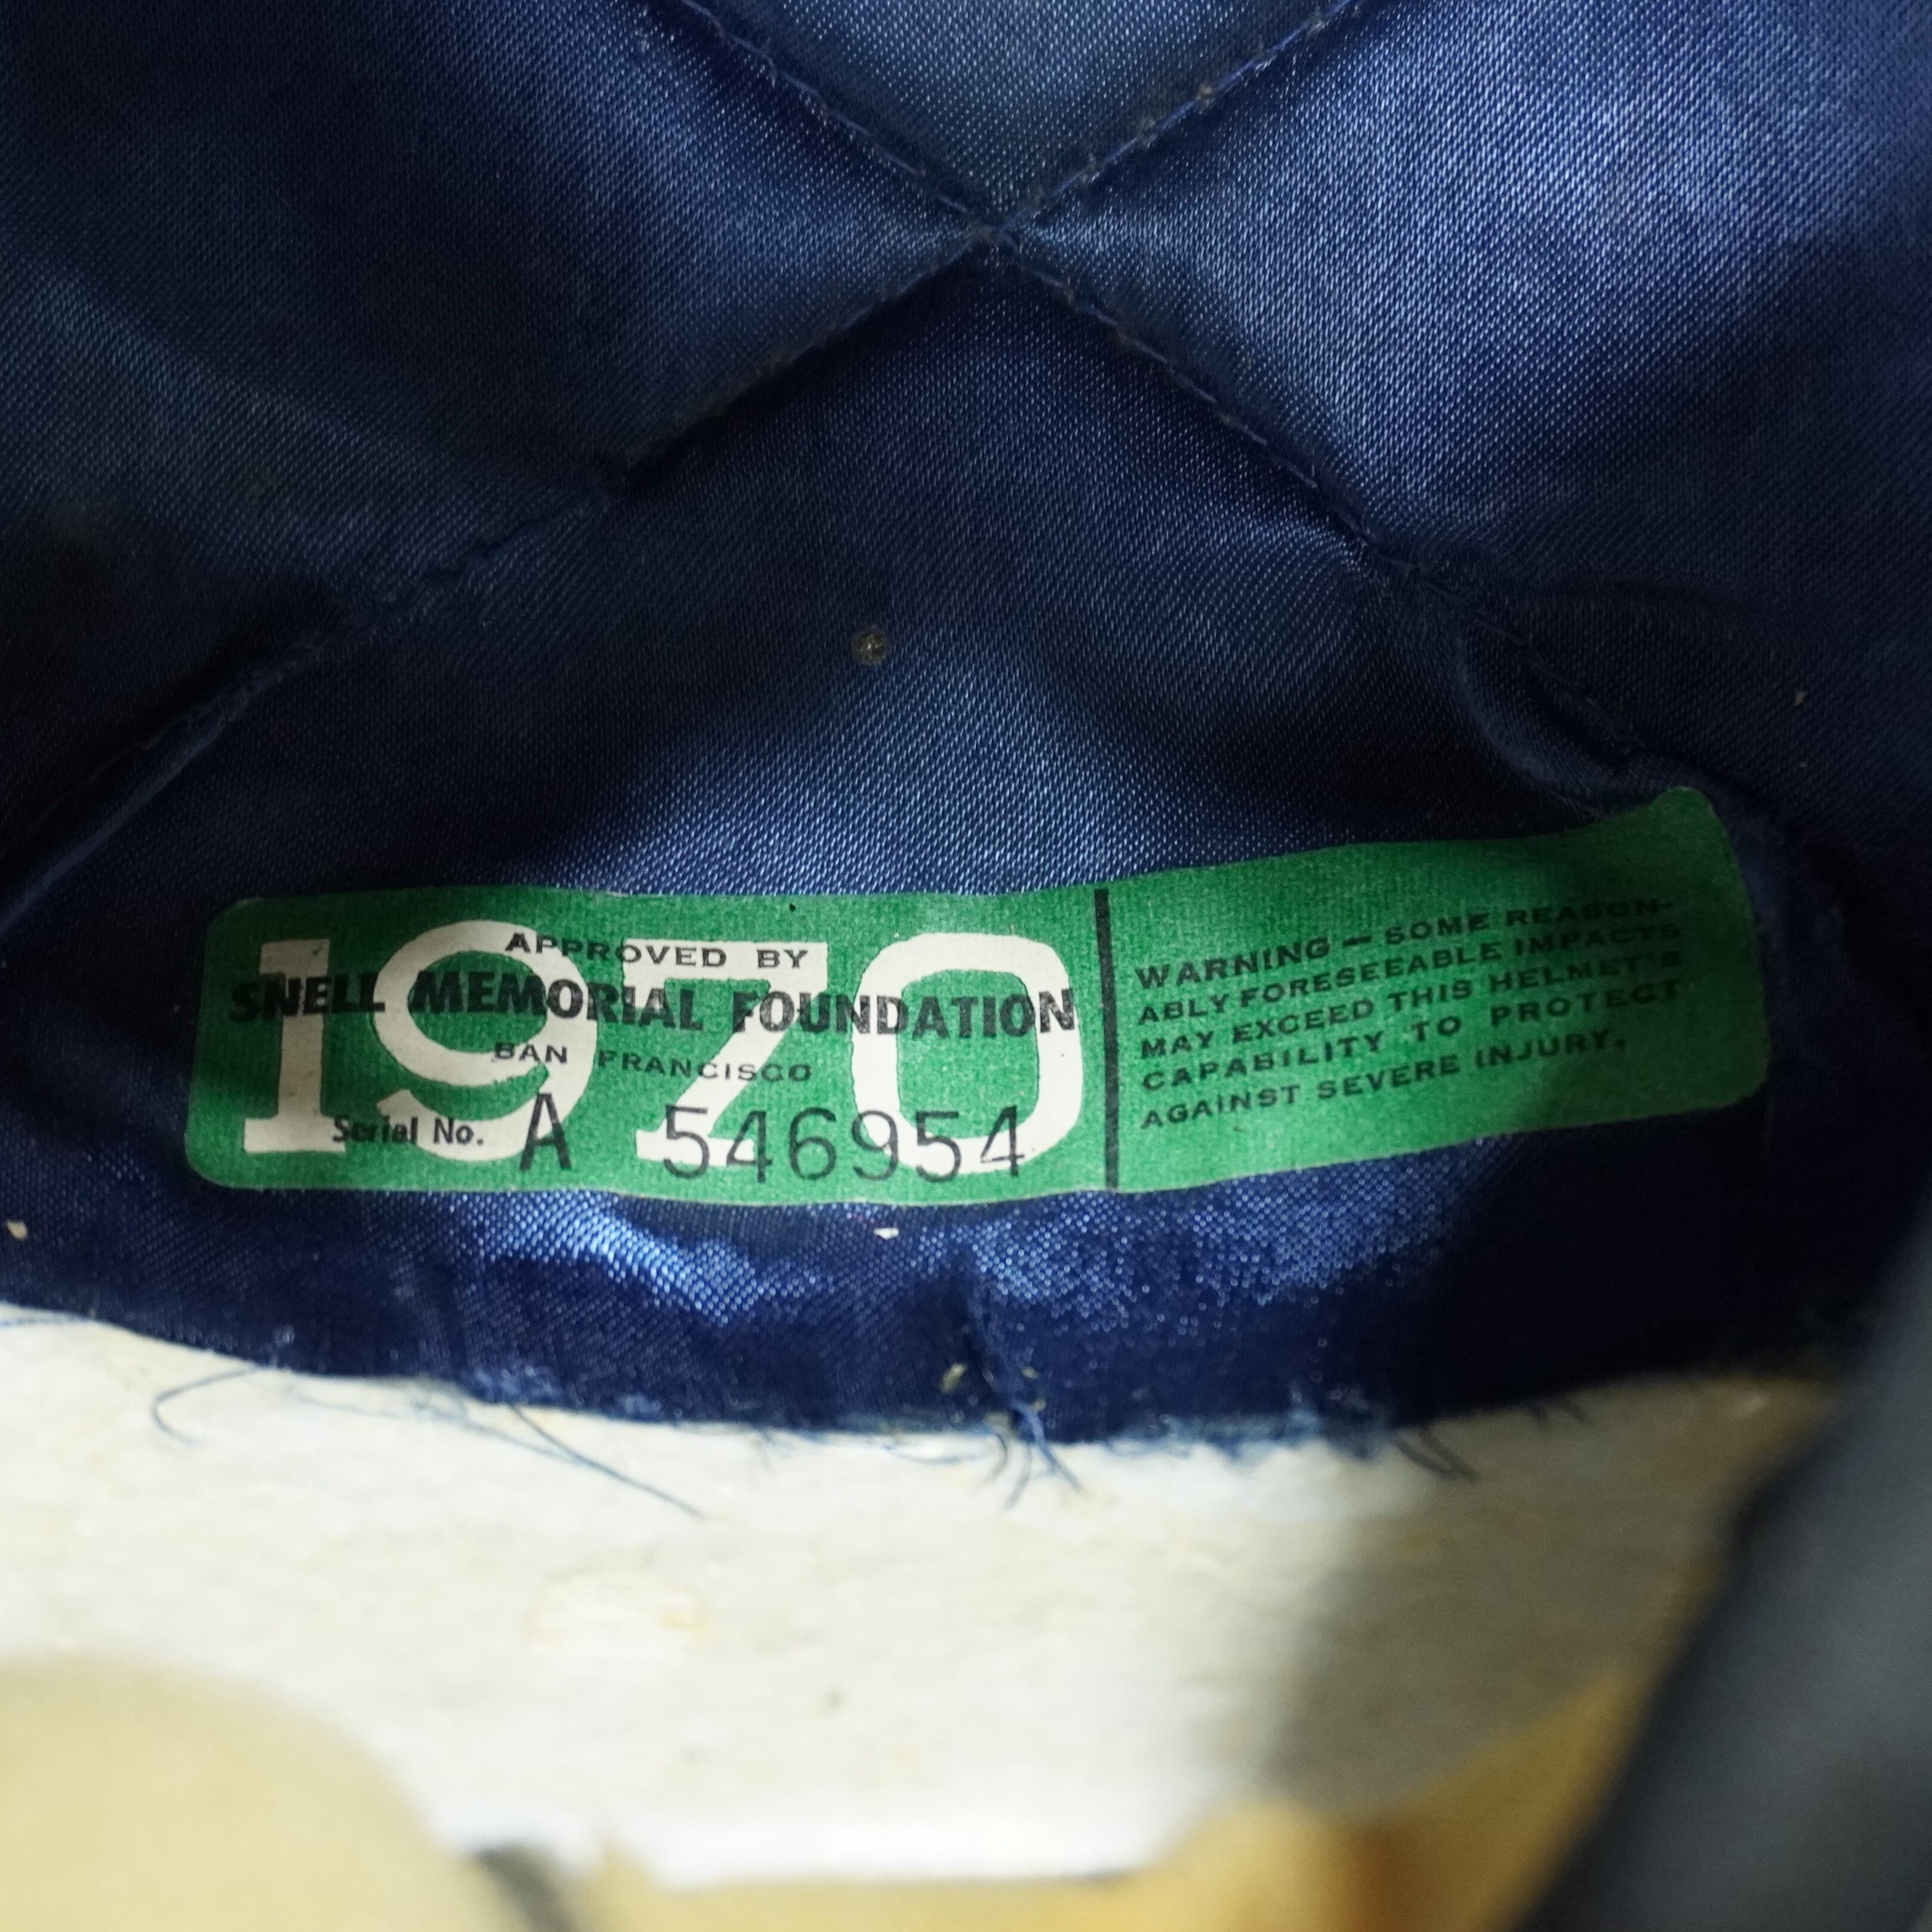 1970
APPROVED BY
SNELL MEMORIAL FOUNDATION
SAN FRANCISCO
Serial No. A 546954
WARNING — SOME REASON-
ABLY FORESEEABLE IMPACTS
MAY EXCEED THIS HELMET'S
CAPABILITY TO PROTECT
AGAINST SEVERE INJURY.